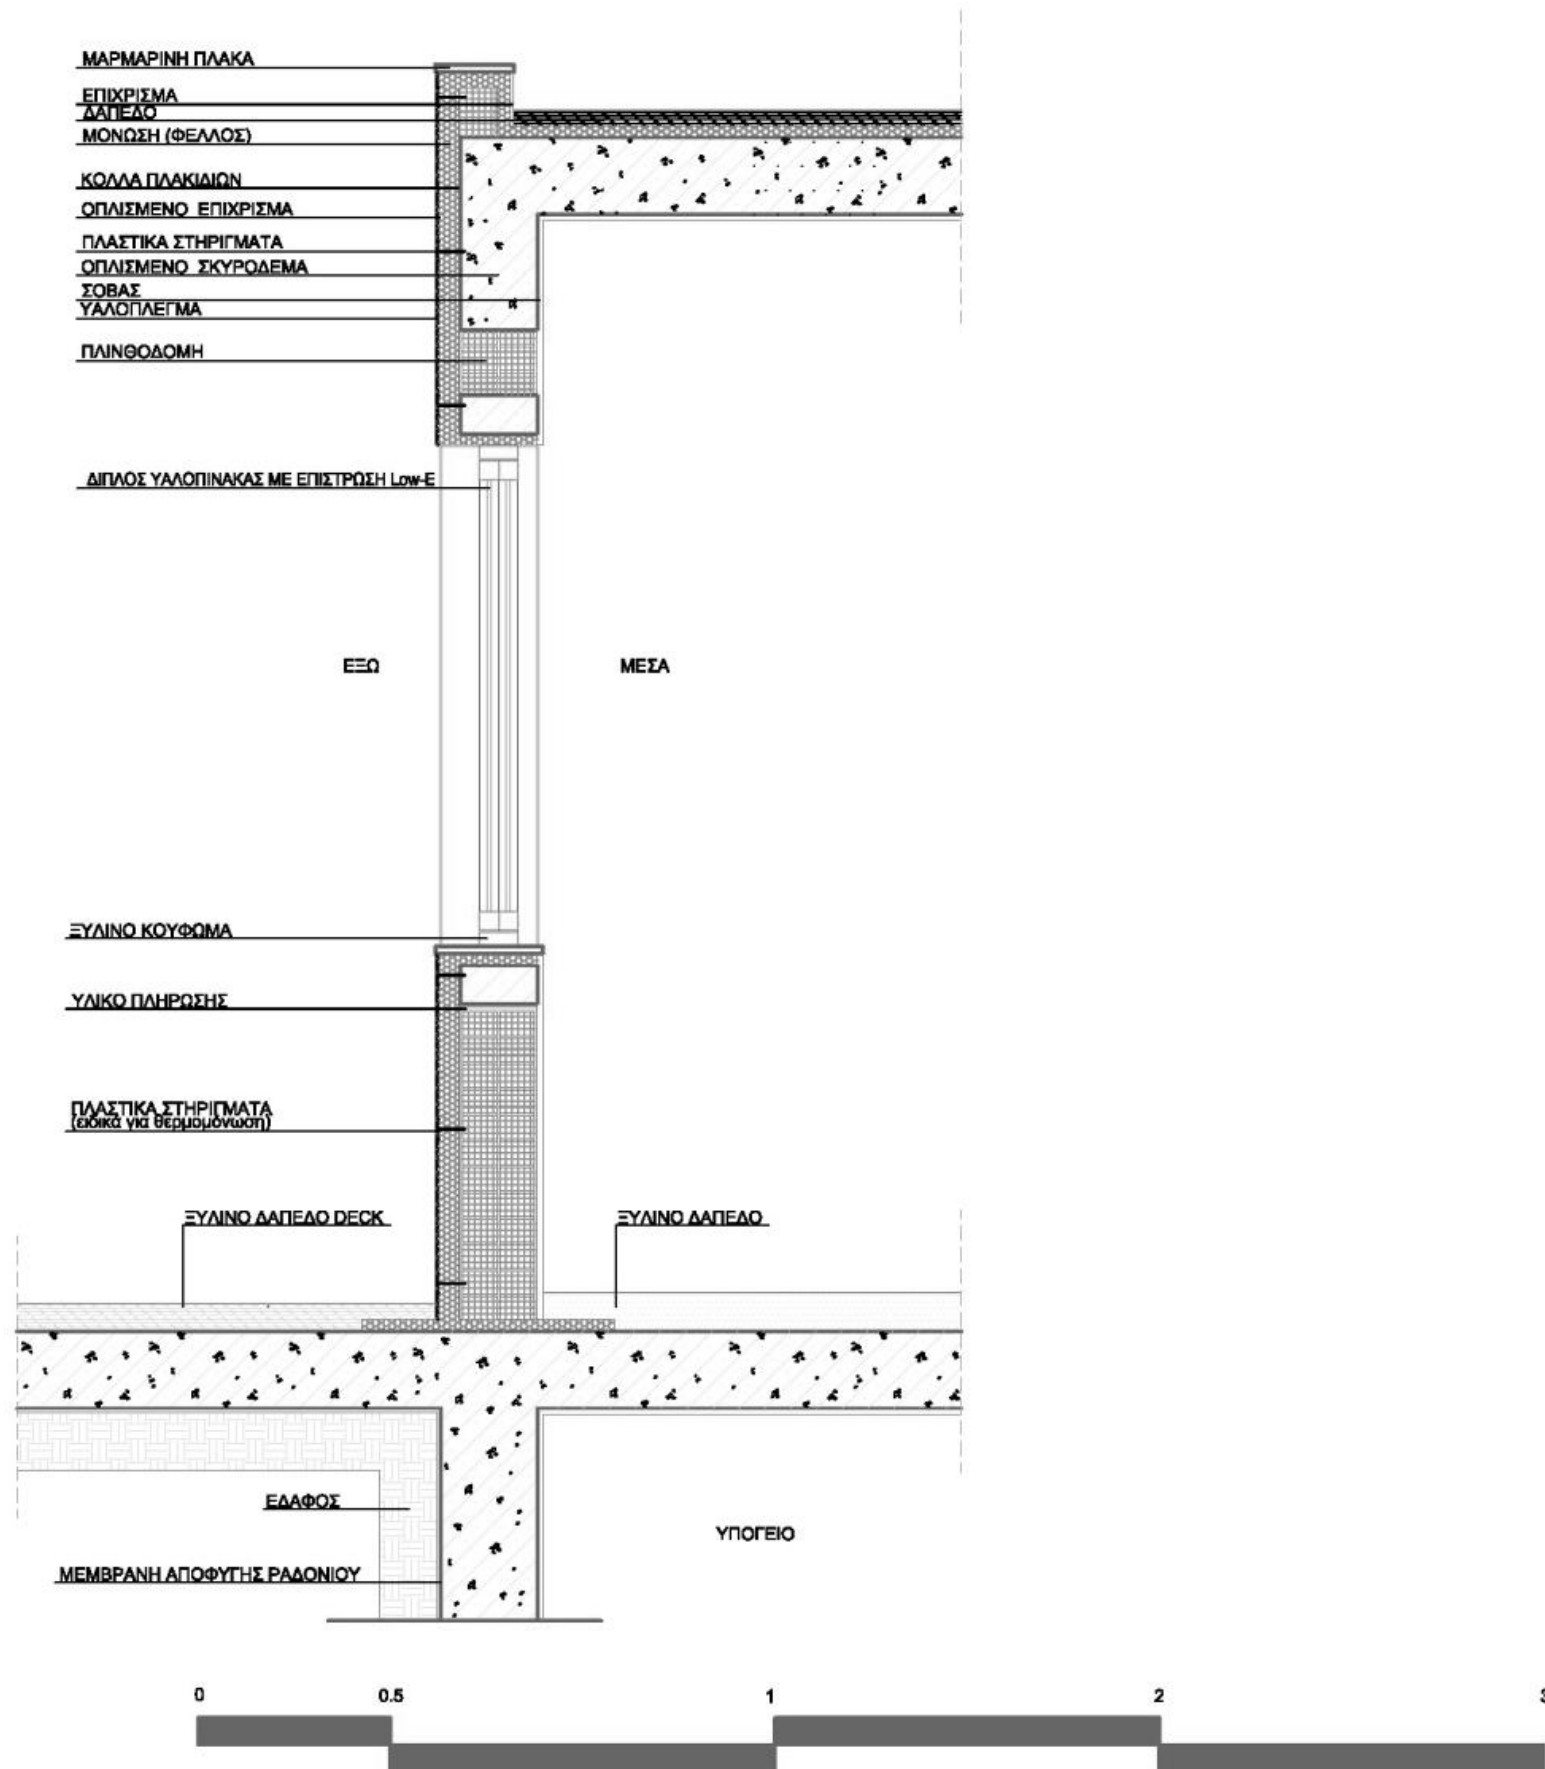 ΜΑΡΜΑΡΙΝΗ ΠΛΑΚΑ
ΕΠΙΧΡΙΣΜΑ
ΔΑΠΕΔΟ
ΜΟΝΩΣΗ (ΦΕΛΛΟΣ)
ΚΟΛΛΑ ΠΛΑΚΙΔΙΩΝ
ΟΠΛΙΣΜΕΝΟ ΕΠΙΧΡΙΣΜΑ
ΠΛΑΣΤΙΚΑ ΣΤΗΡΙΓΜΑΤΑ
ΟΠΛΙΣΜΕΝΟ ΣΚΥΡΟΔΕΜΑ
ΣΟΒΑΣ
ΥΑΛΟΠΛΕΓΜΑ
ΠΛΙΝΘΟΔΟΜΗ
ΔΙΠΛΟΣ ΥΑΛΟΠΙΝΑΚΑΣ ΜΕ ΕΠΙΣΤΡΩΣΗ Low-E
ΕΞΩ
ΜΕΣΑ
ΞΥΛΙΝΟ ΚΟΥΦΩΜΑ
ΥΛΙΚΟ ΠΛΗΡΩΣΗΣ
ΠΛΑΣΤΙΚΑ ΣΤΗΡΙΓΜΑΤΑ
(ειδικά για θερμομόνωση)
ΞΥΛΙΝΟ ΔΑΠΕΔΟ DECK
ΞΥΛΙΝΟ ΔΑΠΕΔΟ
ΕΔΑΦΟΣ
ΥΠΟΓΕΙΟ
ΜΕΜΒΡΑΝΗ ΑΠΟΦΥΓΗΣ ΡΑΔΟΝΙΟΥ
0 0.5 1 2 3